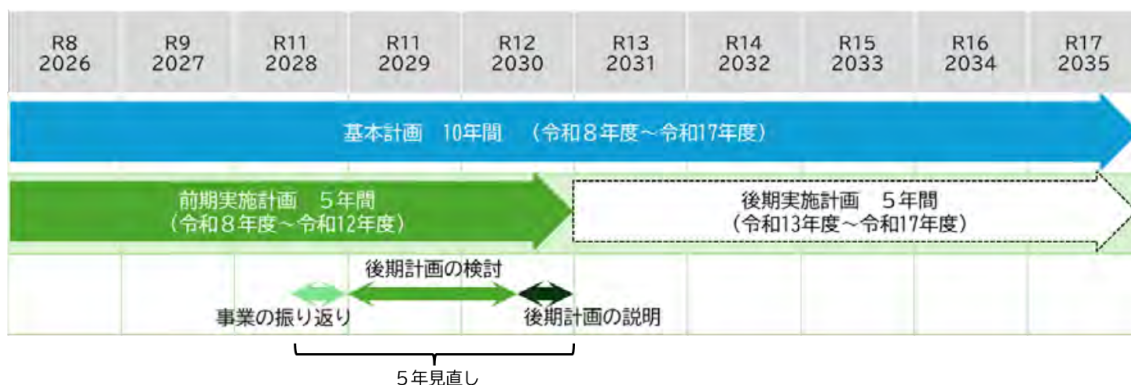 R8 R9 R11 R11 R12 R13 R14 R15 R16 R17
2026 2027 2028 2029 2030 2031 2032 2033 2034 2035
基本計画 10年間 （令和８年度～令和17年度）
前期実施計画 ５年間
（令和８年度～令和12年度）
後期実施計画 ５年間
（令和13年度～令和17年度）
後期計画の検討
事業の振り返り
後期計画の説明
５年見直し